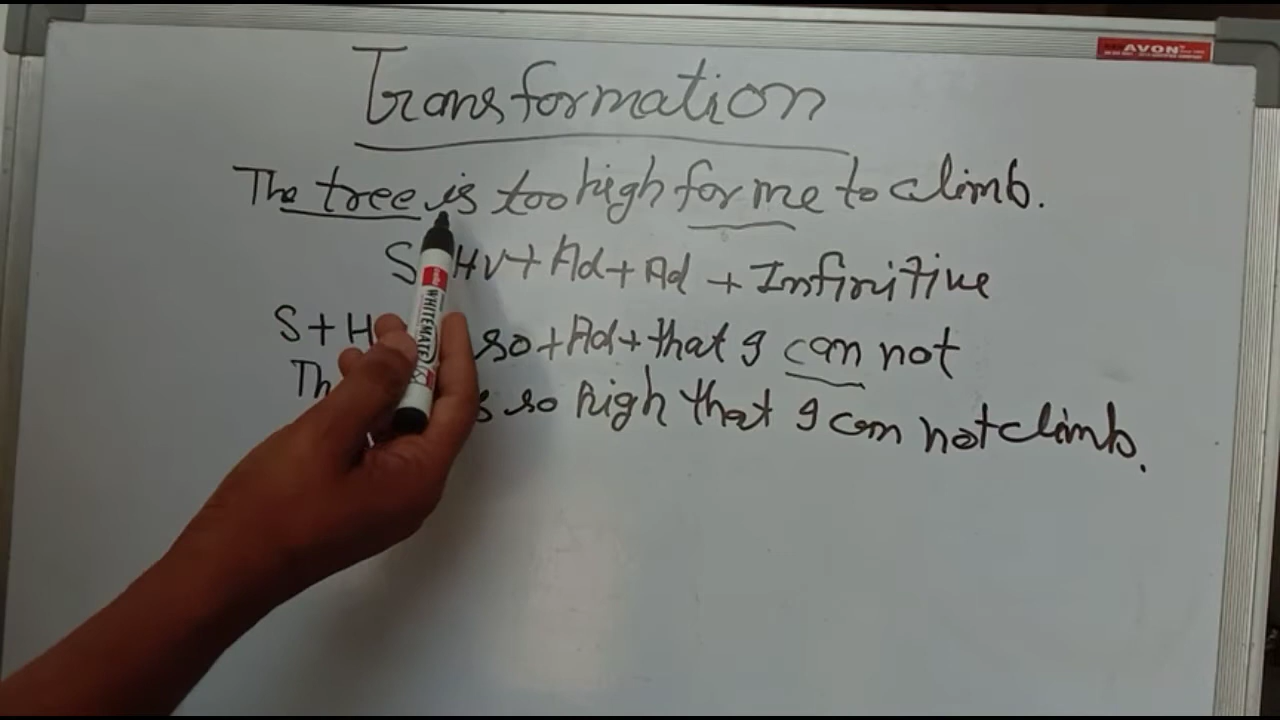 AVON
Transformation
The tree is too high for me to climb.
S HV + Ad + Ad + Infinitive
S + H so + Ad + that I can not
Th s so high that I can not climb.
WHITEMATE